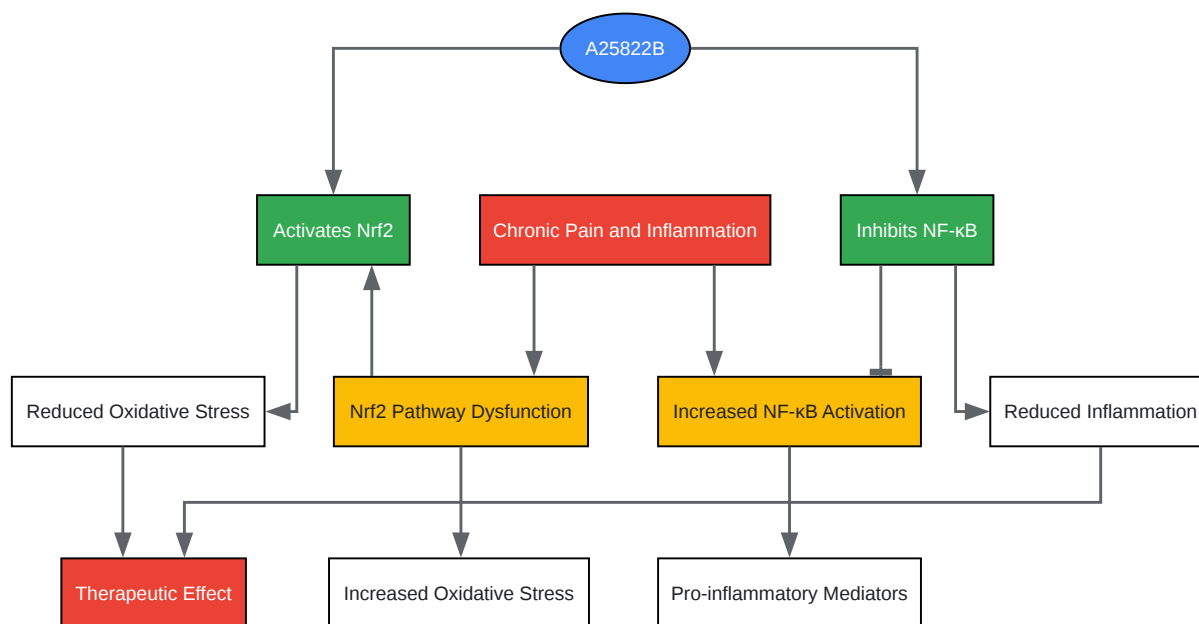 A25822B
Activates Nrf2
Chronic Pain and Inflammation
Inhibits NF-κB
Reduced Oxidative Stress
Nrf2 Pathway Dysfunction
Increased NF-κB Activation
Reduced Inflammation
Therapeutic Effect
Increased Oxidative Stress
Pro-inflammatory Mediators